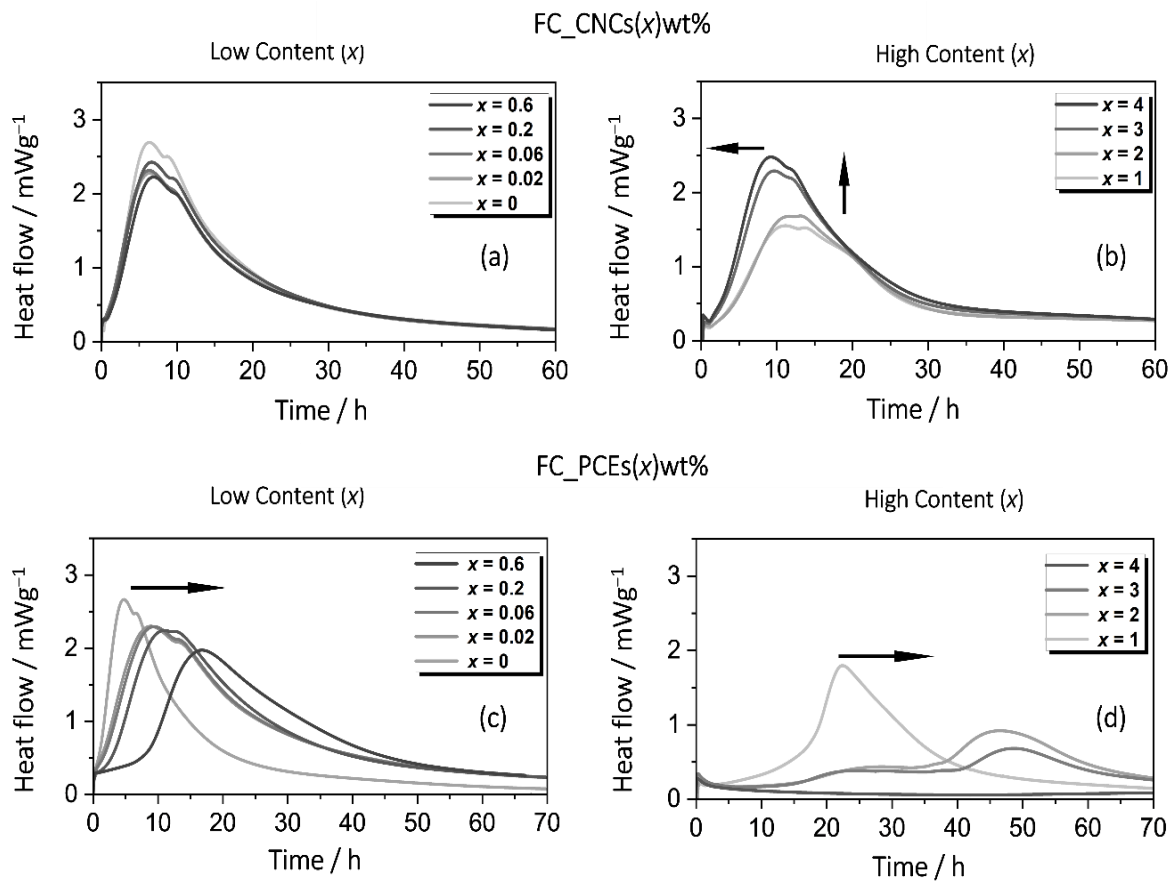 FC_CNCs(x)wt%
Low Content (x)
High Content (x)
Heat flow / mWg⁻¹
3
2
1
0
x = 0.6
x = 0.2
x = 0.06
x = 0.02
x = 0
(a)
0 10 20 30 40 50 60
Time / h
Heat flow / mWg⁻¹
3
2
1
0
x = 4
x = 3
x = 2
x = 1
(b)
0 10 20 30 40 50 60
Time / h
FC_PCEs(x)wt%
Low Content (x)
High Content (x)
Heat flow / mWg⁻¹
3
2
1
0
x = 0.6
x = 0.2
x = 0.06
x = 0.02
x = 0
(c)
0 10 20 30 40 50 60 70
Time / h
Heat flow / mWg⁻¹
3
2
1
0
x = 4
x = 3
x = 2
x = 1
(d)
0 10 20 30 40 50 60 70
Time / h